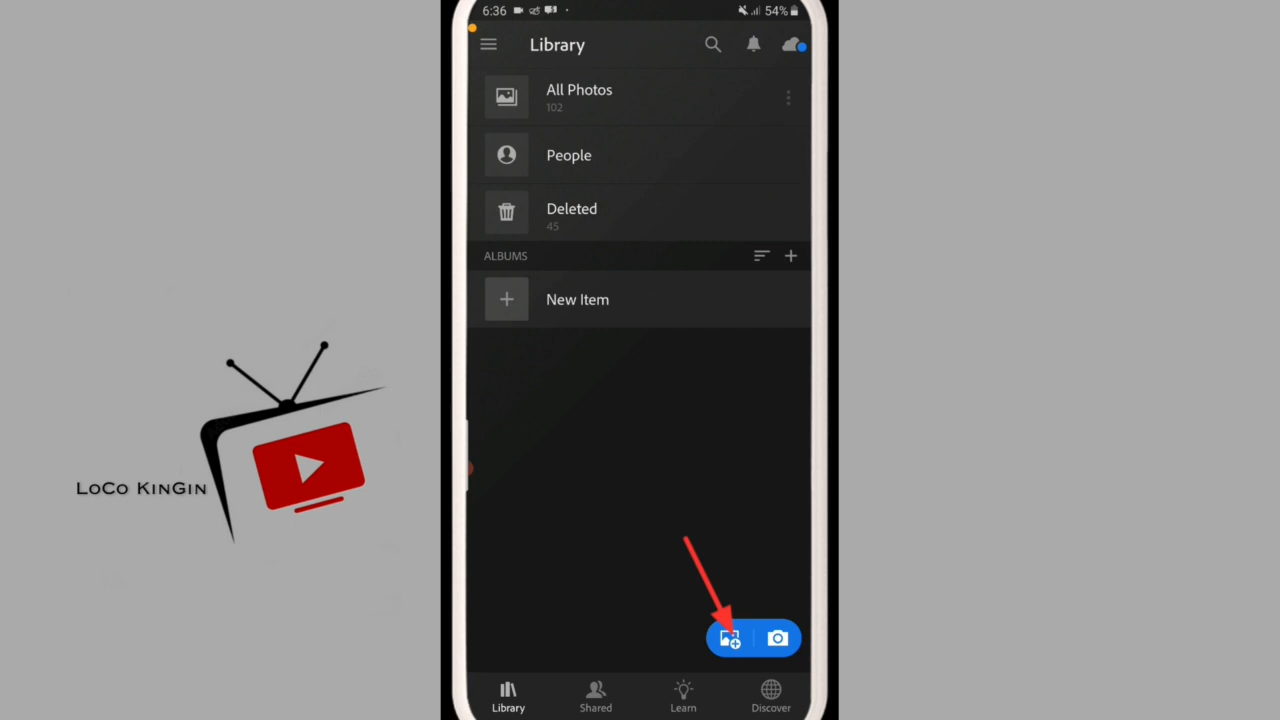 6:36
54%
Library
All Photos
102
People
Deleted
45
ALBUMS
New Item
LoCo KinGin
Library
Shared
Learn
Discover